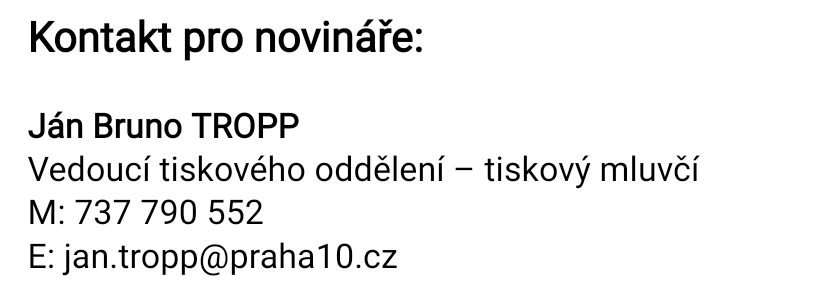 Kontakt pro novináře:
Ján Bruno TROPP
Vedoucí tiskového oddělení – tiskový mluvčí
M: 737 790 552
E: jan.tropp@praha10.cz